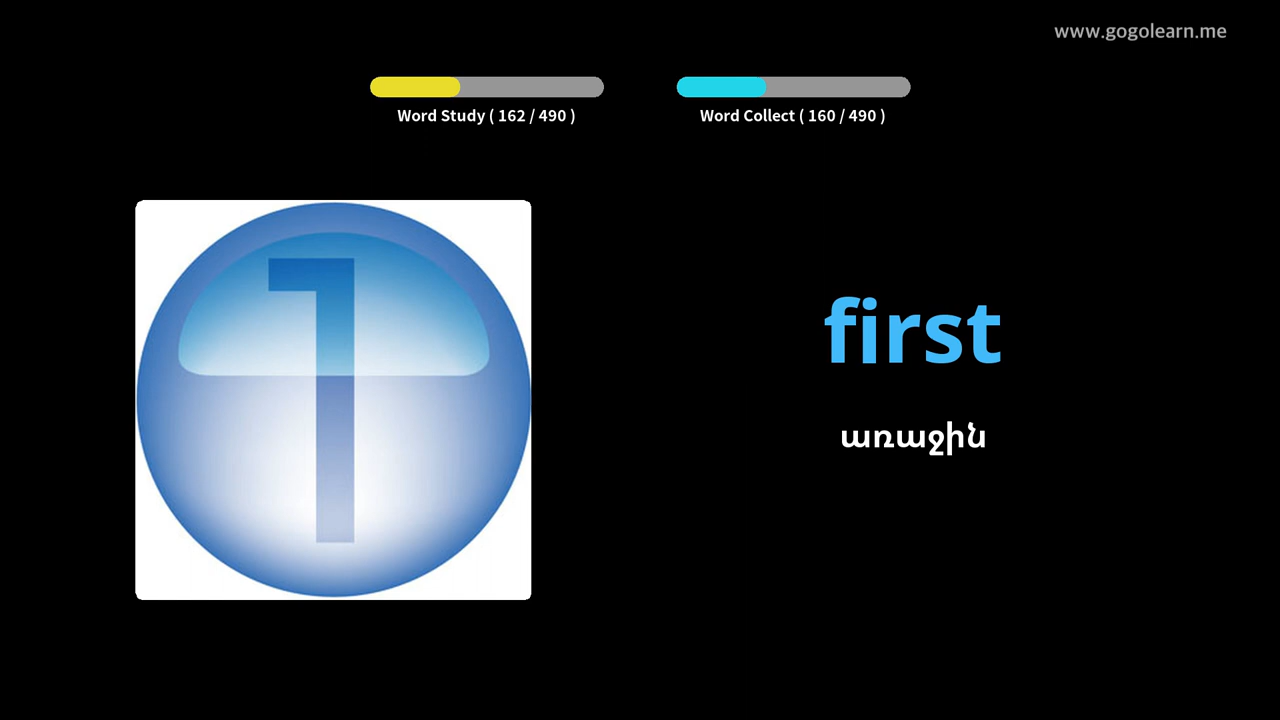 www.gogolearn.me
Word Study ( 162 / 490 )
Word Collect ( 160 / 490 )
1
first
առաջին